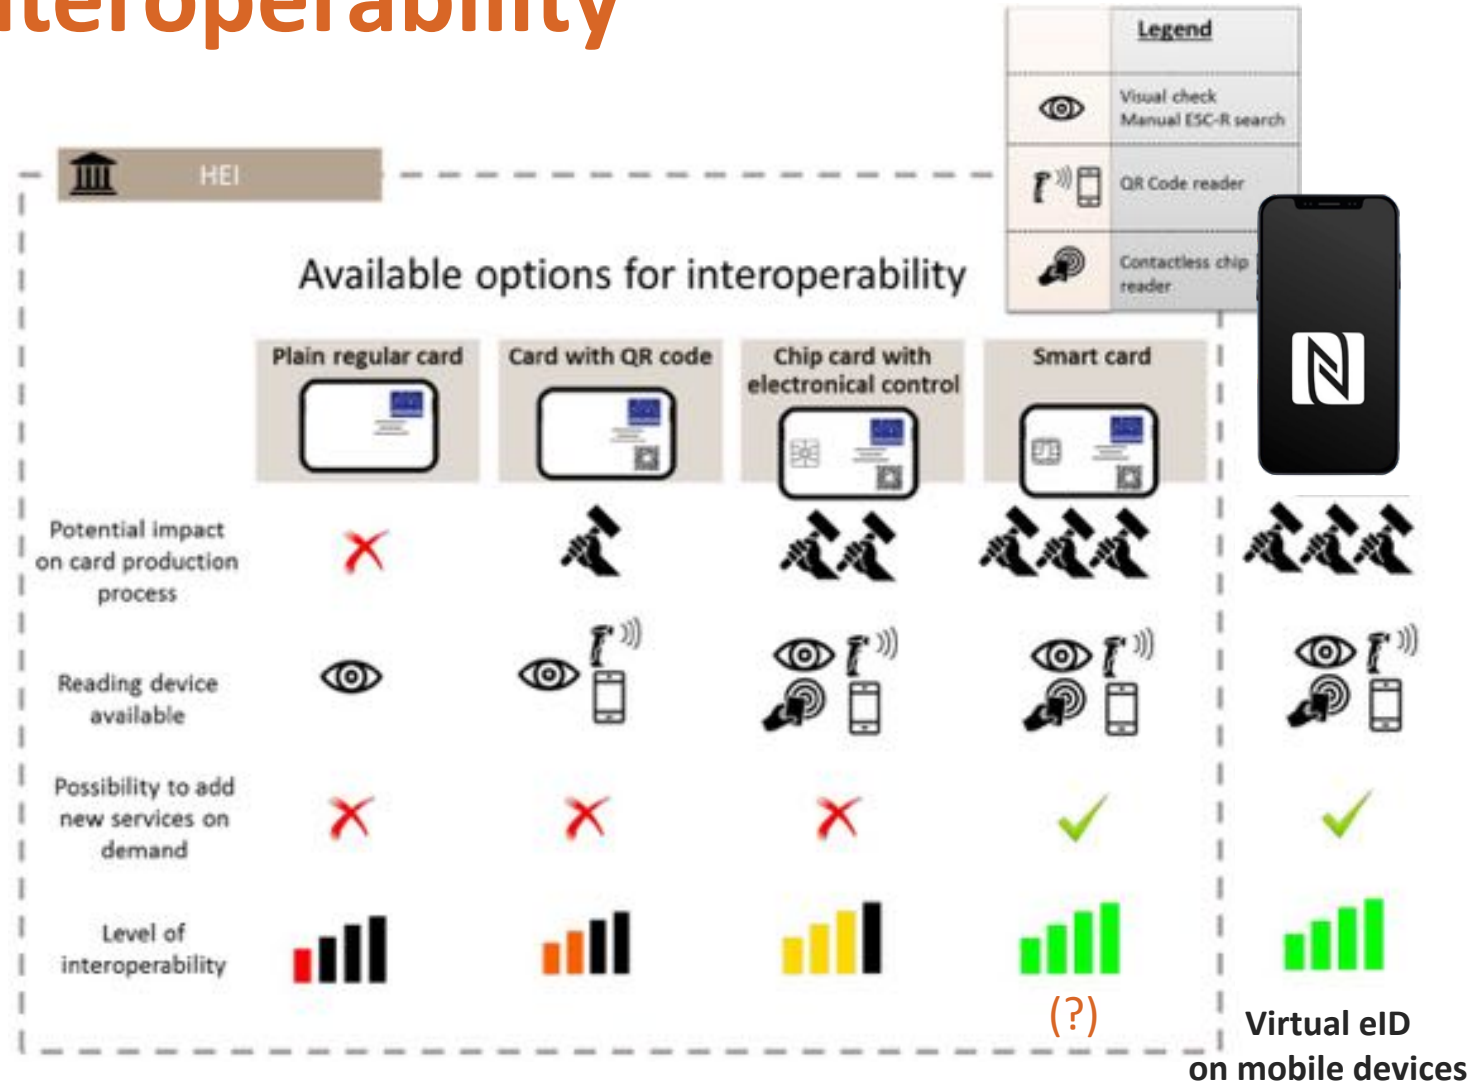 nteroperability
Legend
Visual check
Manual ESC-R search
QR Code reader
Contactless chip
reader
HEI
Available options for interoperability
Plain regular card
Card with QR code
Chip card with
electronical control
Smart card
Potential impact
on card production
process
Reading device
available
Possibility to add
new services on
demand
Level of
interoperability
(?)
Virtual eID
on mobile devices